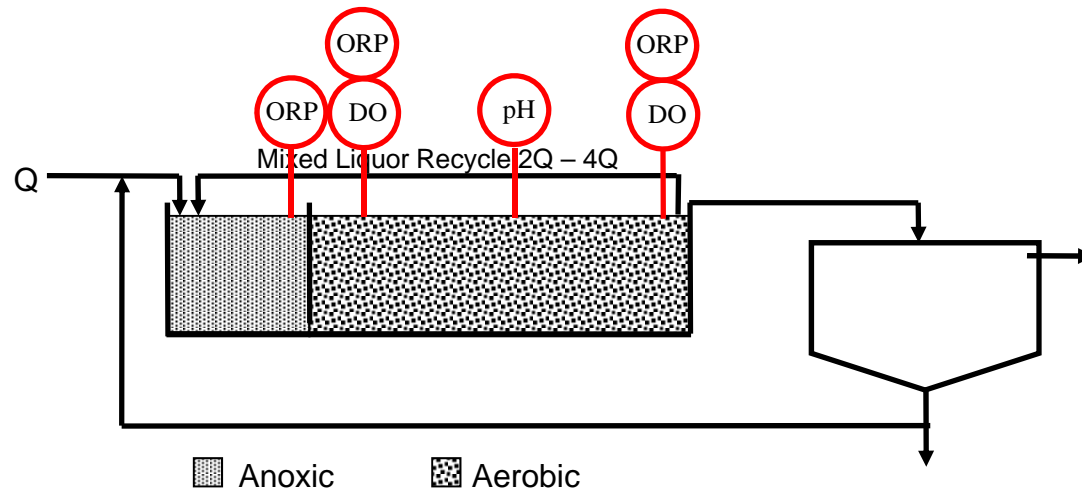 ORP
ORP
ORP
DO
pH
DO
Mixed Liquor Recycle 2Q – 4Q
Q
Anoxic
Aerobic